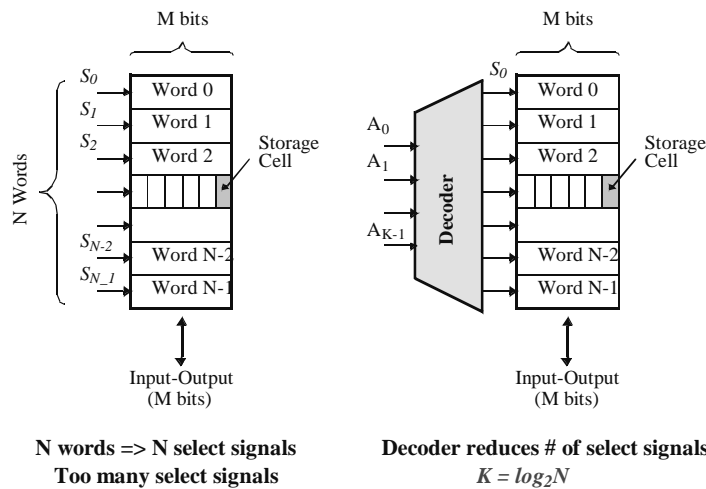 M bits
S0
S1
S2
SN-2
SN_1
N Words
Word 0
Word 1
Word 2
Word N-2
Word N-1
Storage
Cell
Input-Output
(M bits)
N words => N select signals
Too many select signals
M bits
S0
A0
A1
AK-1
Decoder
Word 0
Word 1
Word 2
Word N-2
Word N-1
Storage
Cell
Input-Output
(M bits)
Decoder reduces # of select signals
K = log2N